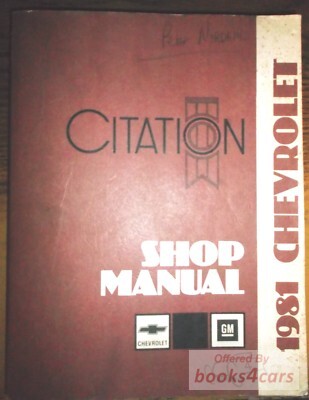 CITATION
SHOP
MANUAL
1981 CHEVROLET
CHEVROLET
GM
Offered By
books4cars